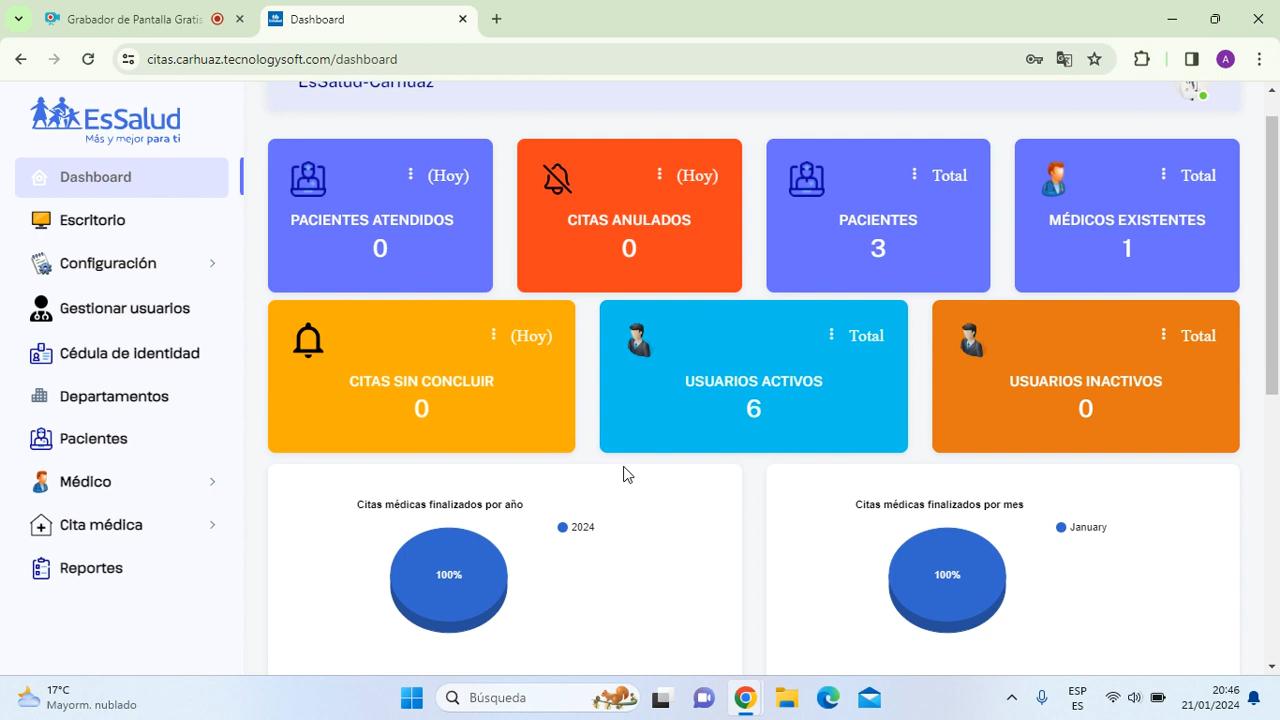 Grabador de Pantalla Gratis
Dashboard
citas.carhuaz.tecnologysoft.com/dashboard
A
EsSalud
Más y mejor para ti
Dashboard
Escritorio
Configuración
Gestionar usuarios
Cédula de identidad
Departamentos
Pacientes
Médico
Cita médica
Reportes
EsSalud-Carhuaz
(Hoy)
PACIENTES ATENDIDOS
0
(Hoy)
CITAS ANULADOS
0
Total
PACIENTES
3
Total
MÉDICOS EXISTENTES
1
(Hoy)
CITAS SIN CONCLUIR
0
Total
USUARIOS ACTIVOS
6
Total
USUARIOS INACTIVOS
0
Citas médicas finalizados por año
2024
100%
Citas médicas finalizados por mes
January
100%
17°C
Mayorm. nublado
Búsqueda
ESP
ES
20:46
21/01/2024